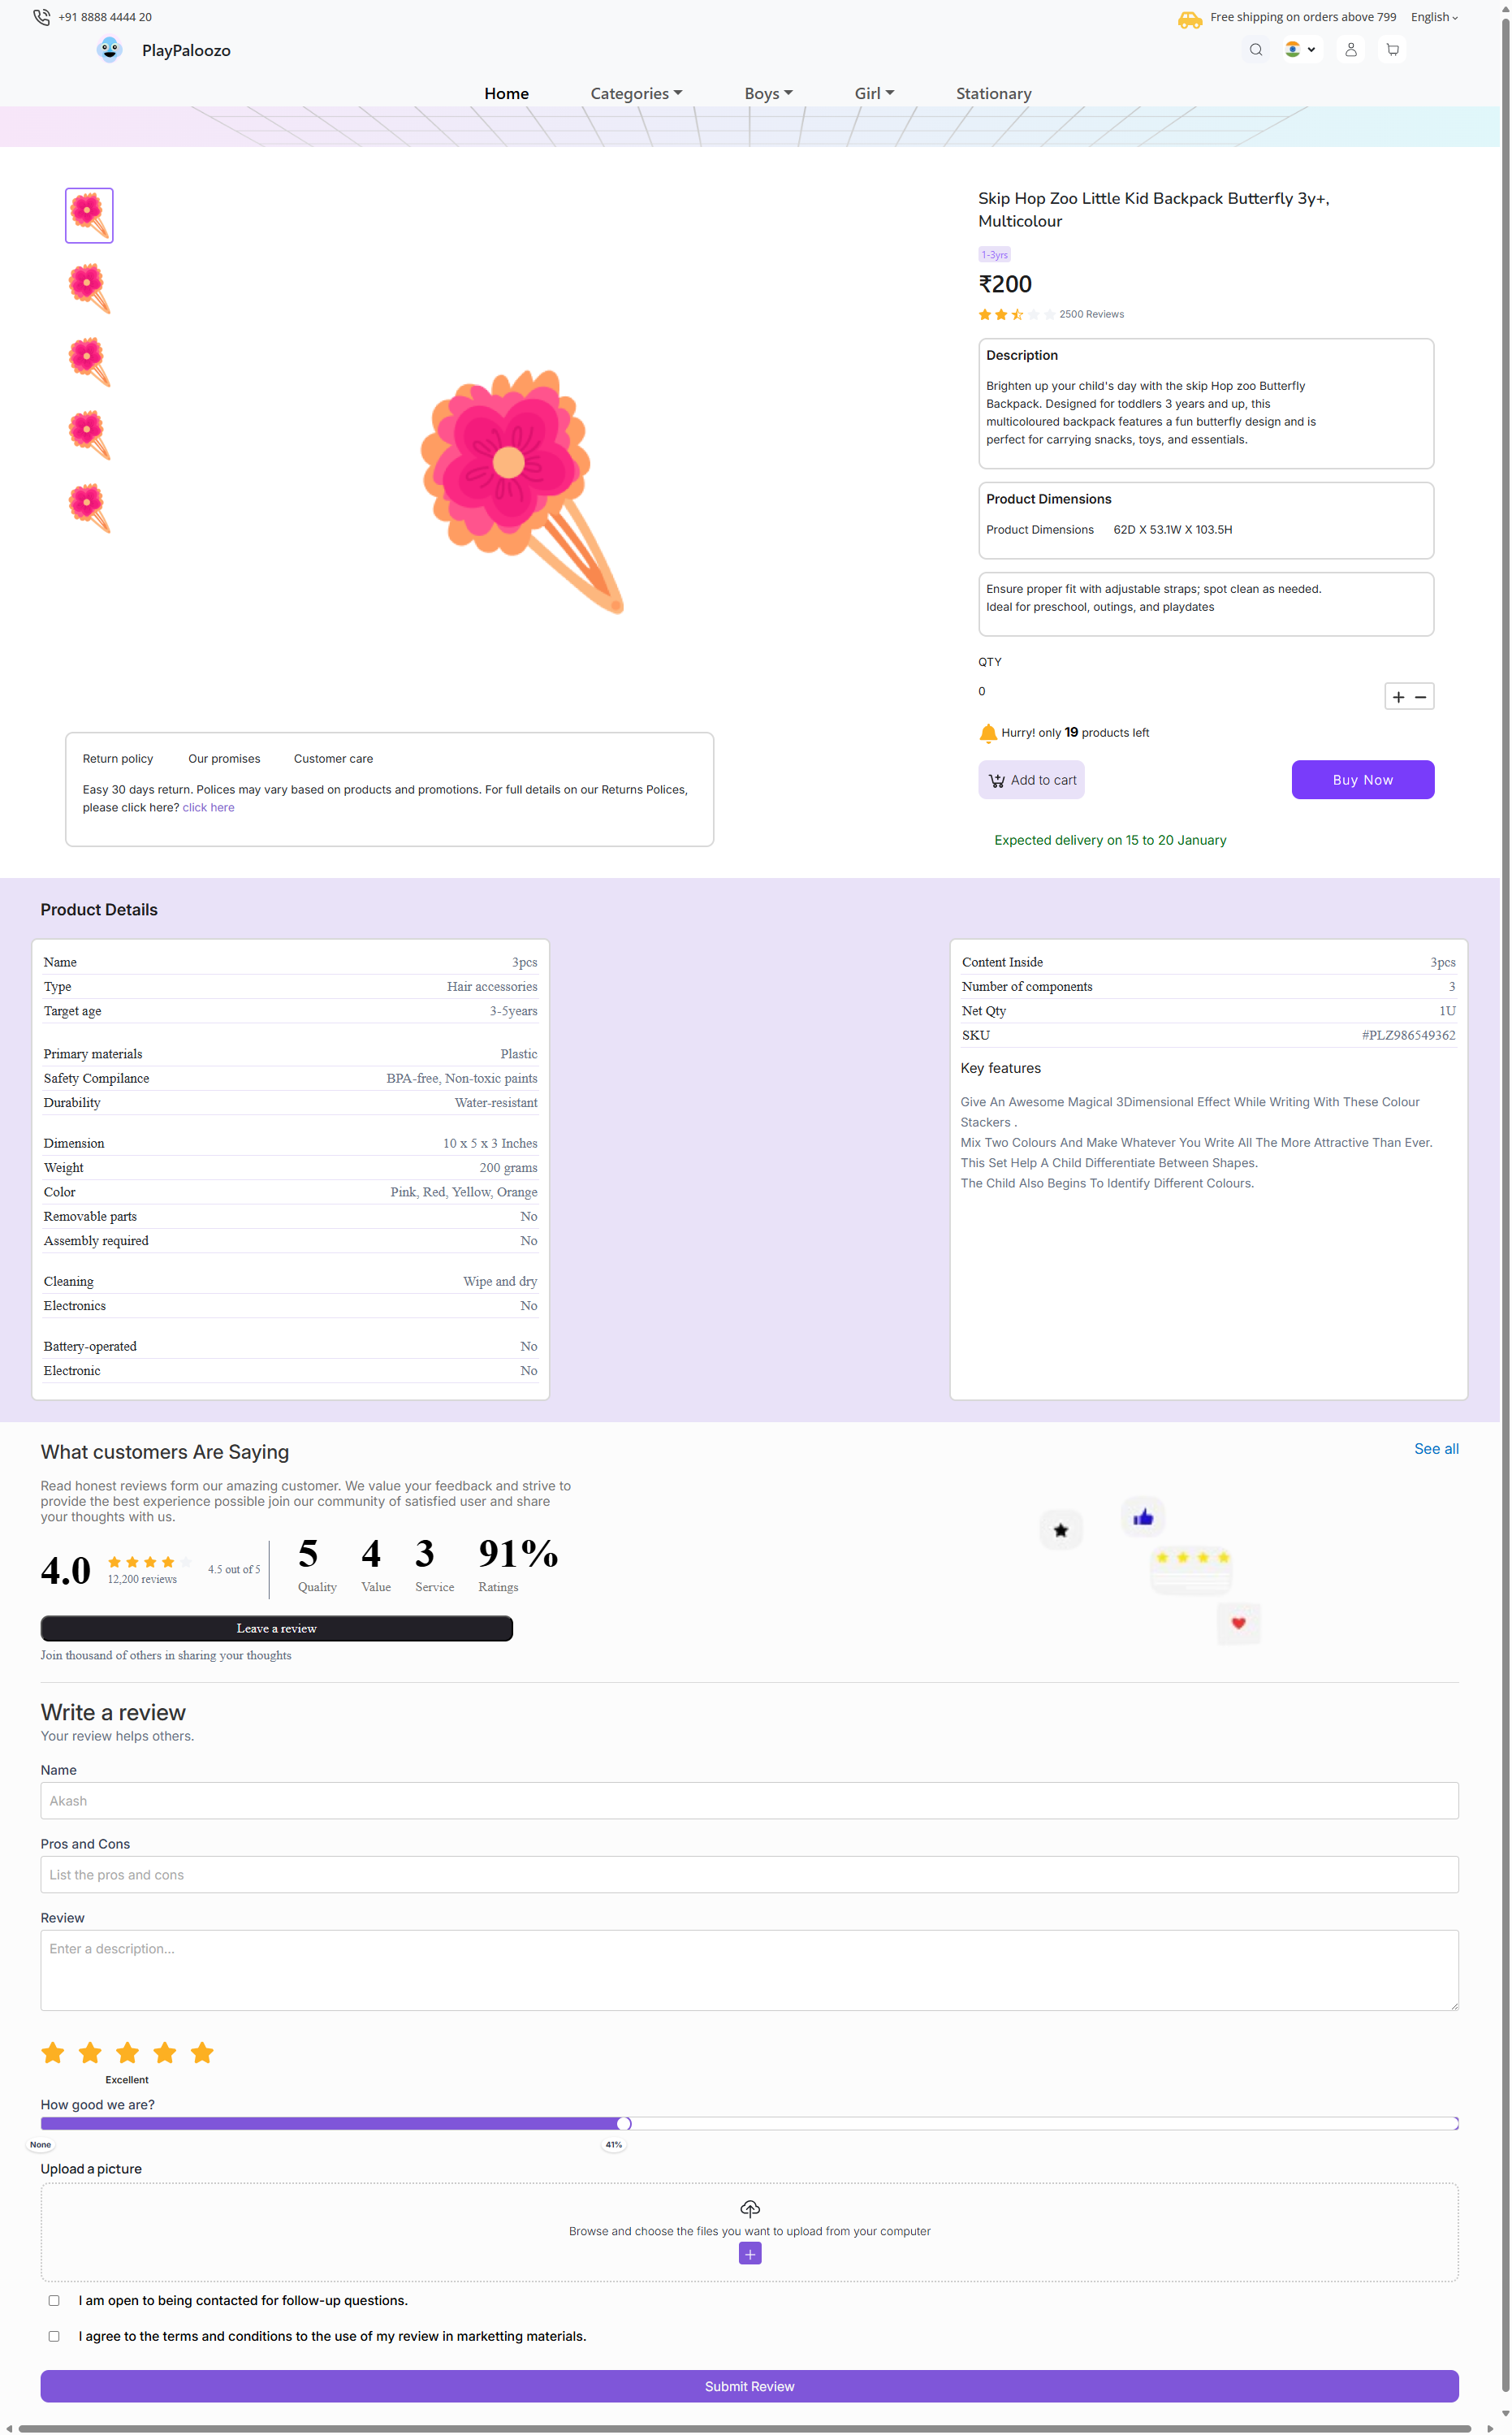 +91 8888 4444 20
Free shipping on orders above 799 English
PlayPaloozo
Home Categories Boys Girl Stationary
Skip Hop Zoo Little Kid Backpack Butterfly 3y+,
Multicolour
1-3yrs
₹200
2500 Reviews
Description
Brighten up your child's day with the skip Hop zoo Butterfly
Backpack. Designed for toddlers 3 years and up, this
multicoloured backpack features a fun butterfly design and is
perfect for carrying snacks, toys, and essentials.
Product Dimensions
Product Dimensions 62D X 53.1W X 103.5H
Ensure proper fit with adjustable straps; spot clean as needed.
Ideal for preschool, outings, and playdates
QTY
0
+ −
Hurry! only 19 products left
Add to cart Buy Now
Expected delivery on 15 to 20 January
Return policy Our promises Customer care
Easy 30 days return. Polices may vary based on products and promotions. For full details on our Returns Polices,
please click here? click here
Product Details
Name 3pcs
Type Hair accessories
Target age 3-5years
Primary materials Plastic
Safety Compilance BPA-free, Non-toxic paints
Durability Water-resistant
Dimension 10 x 5 x 3 Inches
Weight 200 grams
Color Pink, Red, Yellow, Orange
Removable parts No
Assembly required No
Cleaning Wipe and dry
Electronics No
Battery-operated No
Electronic No
Content Inside 3pcs
Number of components 3
Net Qty 1U
SKU #PLZ986549362
Key features
Give An Awesome Magical 3Dimensional Effect While Writing With These Colour
Stackers .
Mix Two Colours And Make Whatever You Write All The More Attractive Than Ever.
This Set Help A Child Differentiate Between Shapes.
The Child Also Begins To Identify Different Colours.
What customers Are Saying
See all
Read honest reviews form our amazing customer. We value your feedback and strive to
provide the best experience possible join our community of satisfied user and share
your thoughts with us.
4.0
12,200 reviews
4.5 out of 5
5 4 3 91%
Quality Value Service Ratings
Leave a review
Join thousand of others in sharing your thoughts
Write a review
Your review helps others.
Name
Akash
Pros and Cons
List the pros and cons
Review
Enter a description...
Excellent
How good we are?
None 41%
Upload a picture
Browse and choose the files you want to upload from your computer
+
I am open to being contacted for follow-up questions.
I agree to the terms and conditions to the use of my review in marketting materials.
Submit Review